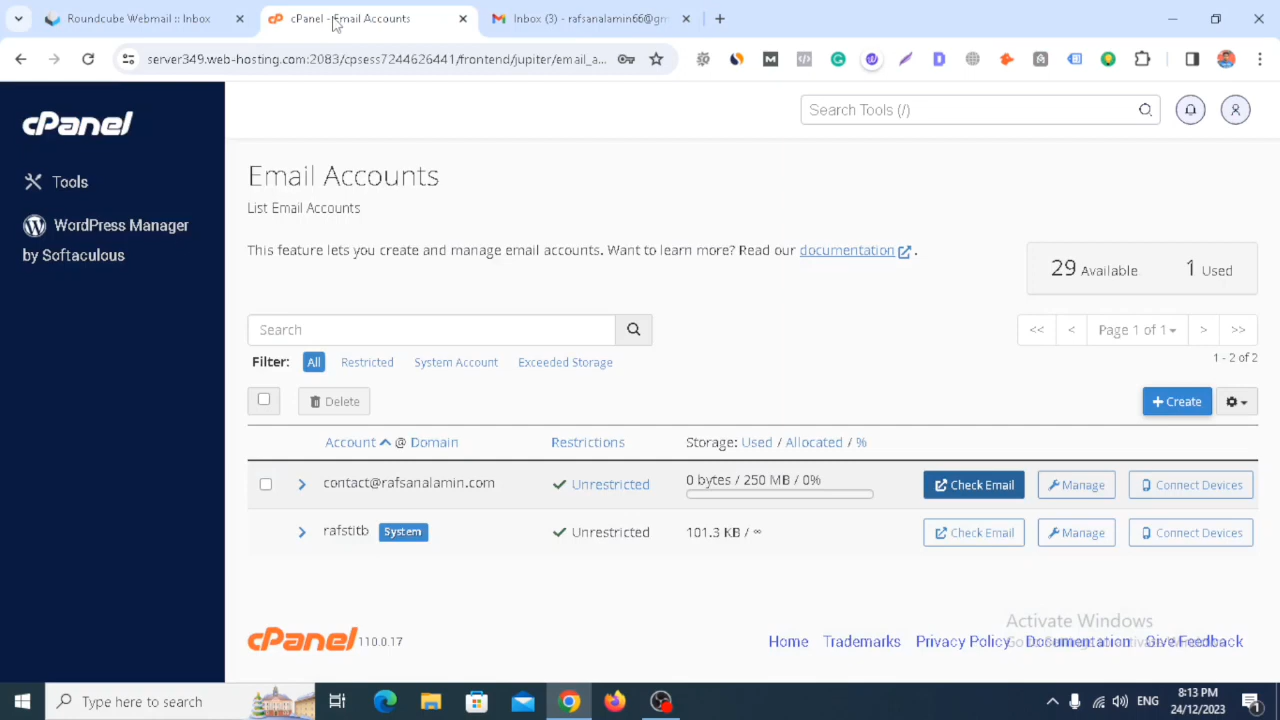 Roundcube Webmail :: Inbox
cPanel - Email Accounts
Inbox (3) - rafsanalamin66@gm
server349.web-hosting.com:2083/cpsess7244626441/frontend/jupiter/email_a...
cPanel
Search Tools (/)
Tools
WordPress Manager
by Softaculous
Email Accounts
List Email Accounts
This feature lets you create and manage email accounts. Want to learn more? Read our documentation .
29 Available 1 Used
Search
<< < Page 1 of 1 > >>
Filter: All Restricted System Account Exceeded Storage
1 - 2 of 2
Delete
+ Create
Account @ Domain Restrictions Storage: Used / Allocated / %
contact@rafsanalamin.com Unrestricted 0 bytes / 250 MB / 0% Check Email Manage Connect Devices
rafstitb System Unrestricted 101.3 KB / ∞ Check Email Manage Connect Devices
Activate Windows
cPanel 110.0.17 Home Trademarks Privacy Policy Documentation Give Feedback
Type here to search
ENG
8:13 PM
24/12/2023
1